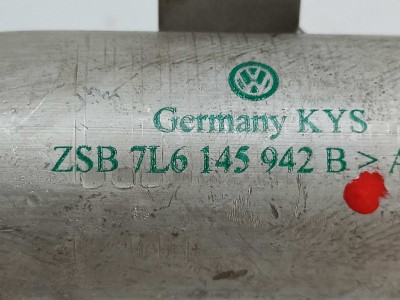 Germany KYS
ZSB 7L6 145 942 B > A